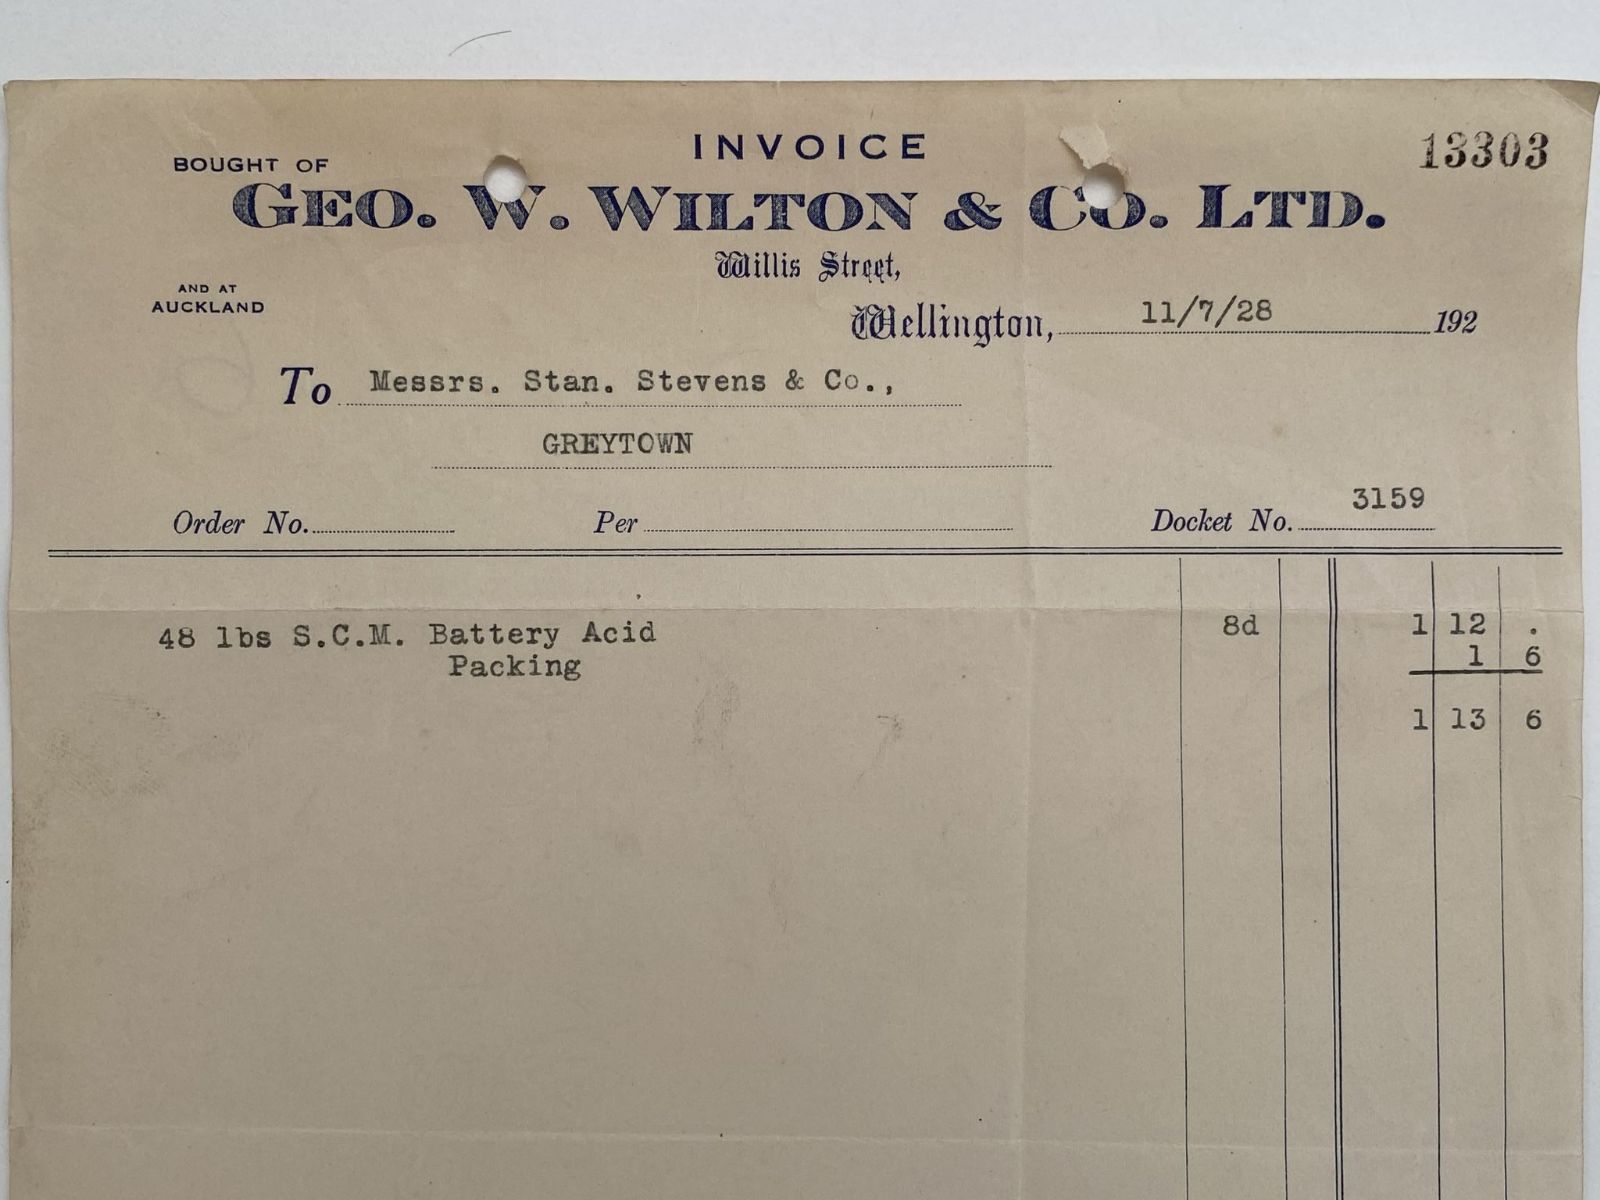 INVOICE
13303
BOUGHT OF
GEO. W. WILTON & CO. LTD.
Willis Street,
AND AT
AUCKLAND
Wellington, 11/7/28 192
To Messrs. Stan. Stevens & Co.,
GREYTOWN
Order No. Per Docket No. 3159
48 lbs S.C.M. Battery Acid 8d 1 12 .
Packing 1 6
1 13 6